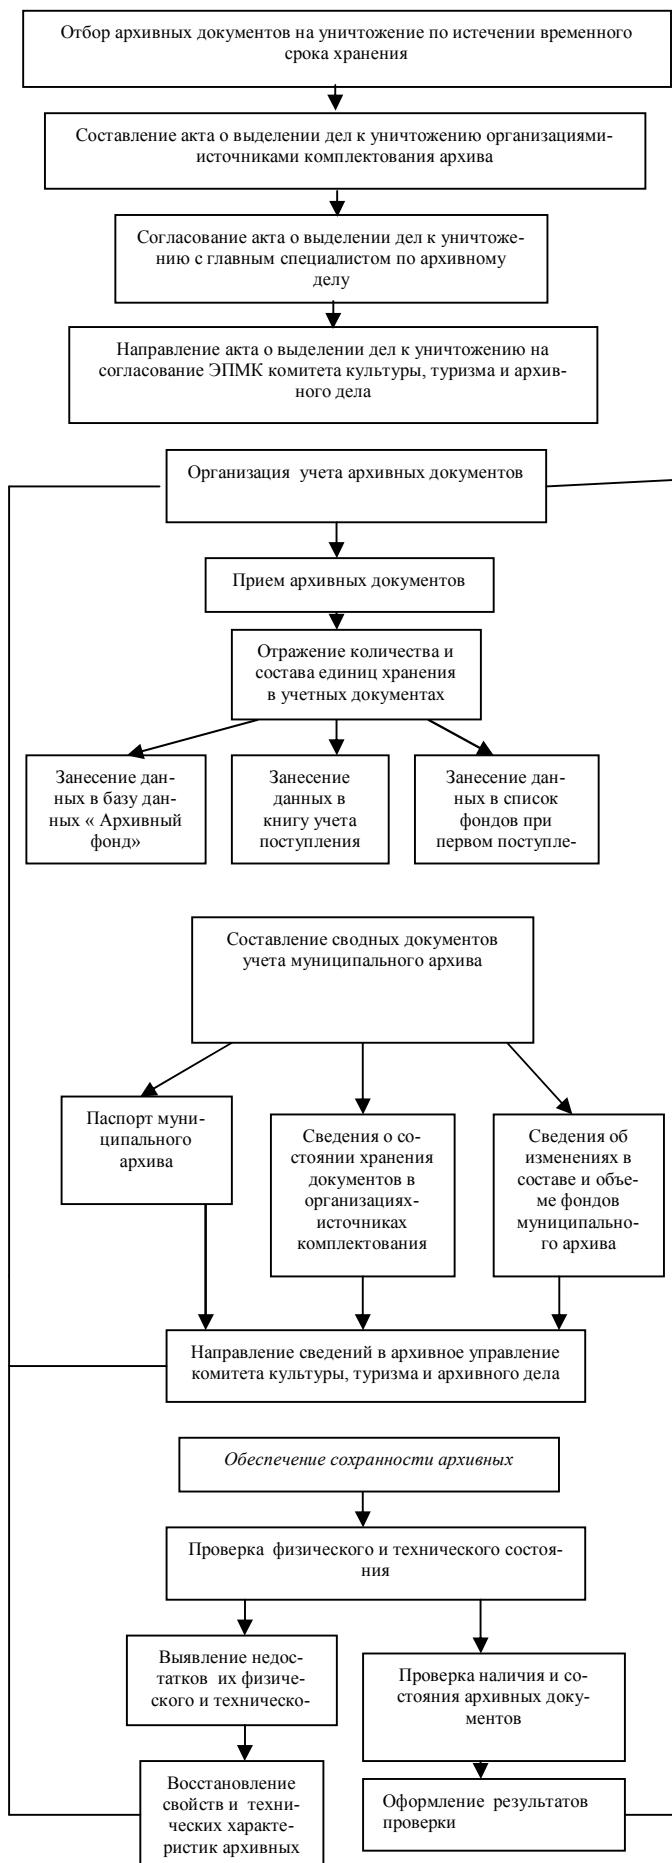 Отбор архивных документов на уничтожение по истечении временного
срока хранения
Составление акта о выделении дел к уничтожению организациями-
источниками комплектования архива
Согласование акта о выделении дел к уничтоже-
нию с главным специалистом по архивному
делу
Направление акта о выделении дел к уничтожению на
согласование ЭПМК комитета культуры, туризма и архив-
ного дела
Организация учета архивных документов
Прием архивных документов
Отражение количества и
состава единиц хранения
в учетных документах
Занесение дан-
ных в базу дан-
ных « Архивный
фонд»
Занесение
данных в
книгу учета
поступления
Занесение дан-
ных в список
фондов при
первом поступле-
Составление сводных документов
учета муниципального архива
Паспорт муни-
ципального
архива
Сведения о со-
стоянии хранения
документов в
организациях-
источниках
комплектования
Сведения об
изменениях в
составе и объе-
ме фондов
муниципально-
го архива
Направление сведений в архивное управление
комитета культуры, туризма и архивного дела
Обеспечение сохранности архивных
Проверка физического и технического состоя-
ния
Выявление недос-
татков их физиче-
ского и техническо-
Проверка наличия и со-
стояния архивных доку-
ментов
Восстановление
свойств и техни-
ческих характе-
ристик архивных
Оформление результатов
проверки